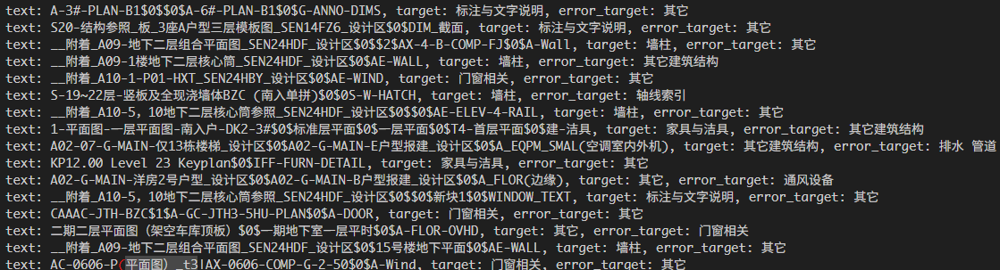 text: A-3#-PLAN-B1$0$$0$A-6#-PLAN-B1$0$G-ANNO-DIMS, target: 标注与文字说明, error_target: 其它
text: S20-结构参照_板_3座A户型三层模板图_SEN14FZ6_设计区$0$DIM_截面, target: 标注与文字说明, error_target: 其它
text: __附着_A09-地下二层组合平面图_SEN24HDF_设计区$0$$2$AX-4-B-COMP-FJ$0$A-Wall, target: 墙柱, error_target: 其它
text: __附着_A09-1楼地下二层核心筒_SEN24HDF_设计区$0$AE-WALL, target: 墙柱, error_target: 其它建筑结构
text: __附着_A10-1-P01-HXT_SEN24HBY_设计区$0$AE-WIND, target: 门窗相关, error_target: 其它
text: S-19~22层-竖板及全现浇墙体BZC (南入单拼)$0$0S-W-HATCH, target: 墙柱, error_target: 轴线索引
text: __附着_A10-5, 10地下二层核心筒参照_SEN24HDF_设计区$0$$0$AE-ELEV-4-RAIL, target: 墙柱, error_target: 其它
text: 1-平面图-一层平面图-南入户-DK2-3#$0$标准层平面$0$一层平面$0$T4-首层平面$0$建-洁具, target: 家具与洁具, error_target: 其它建筑结构
text: A02-07-G-MAIN-仅13栋楼梯_设计区$0$A02-G-MAIN-E户型报建_设计区$0$A_EQPM_SMAL(空调室内外机), target: 其它建筑结构, error_target: 排水 管道
text: KP12.00 Level 23 Keyplan$0$IFF-FURN-DETAIL, target: 家具与洁具, error_target: 其它
text: A02-G-MAIN-洋房2号户型_设计区$0$A02-G-MAIN-B户型报建_设计区$0$A_FLOR(边缘), target: 其它, error_target: 通风设备
text: __附着_A10-5, 10地下二层核心筒参照_SEN24HDF_设计区$0$$0$新块1$0$WINDOW_TEXT, target: 标注与文字说明, error_target: 其它
text: CAAAC-JTH-BZC$1$A-GC-JTH3-5HU-PLAN$0$A-DOOR, target: 门窗相关, error_target: 其它
text: 二期二层平面图 (架空车库顶板) $0$一期地下室一层平时$0$A-FLOR-OVHD, target: 其它, error_target: 门窗相关
text: __附着_A09-地下二层组合平面图_SEN24HDF_设计区$0$15号楼地下平面$0$AE-WALL, target: 墙柱, error_target: 其它
text: AC-0606-P(平面图) _t3|AX-0606-COMP-G-2-50$0$A-Wind, target: 门窗相关, error_target: 其它